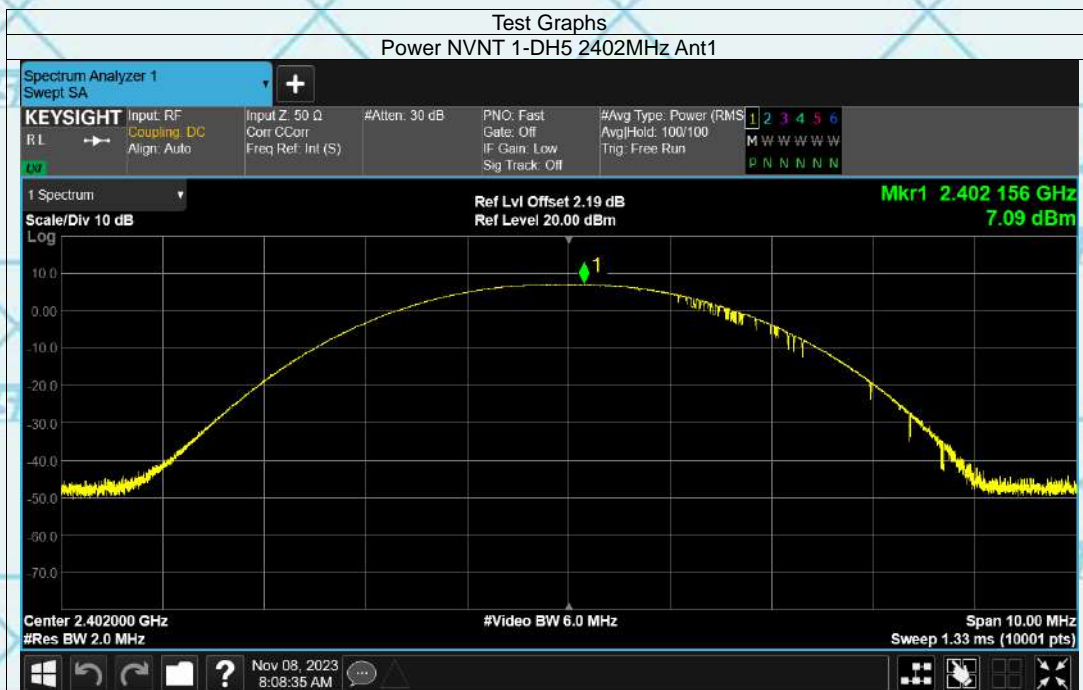 Test Graphs
Power NVNT 1-DH5 2402MHz Ant1
Spectrum Analyzer 1
Swept SA
+
KEYSIGHT
R L
Input: RF
Coupling: DC
Align: Auto
Input Z: 50 Ω
Corr CCorr
Freq Ref: Int (S)
#Atten: 30 dB
PNO: Fast
Gate: Off
IF Gain: Low
Sig Track: Off
#Avg Type: Power (RMS
Avg|Hold: 100/100
Trig: Free Run
1 2 3 4 5 6
M W W W W W
P N N N N N
1 Spectrum
Scale/Div 10 dB
Log
Ref Lvl Offset 2.19 dB
Ref Level 20.00 dBm
Mkr1 2.402 156 GHz
7.09 dBm
1
10.0
0.00
-10.0
-20.0
-30.0
-40.0
-50.0
-60.0
-70.0
Center 2.402000 GHz
#Res BW 2.0 MHz
#Video BW 6.0 MHz
Span 10.00 MHz
Sweep 1.33 ms (10001 pts)
?
Nov 08, 2023
8:08:35 AM